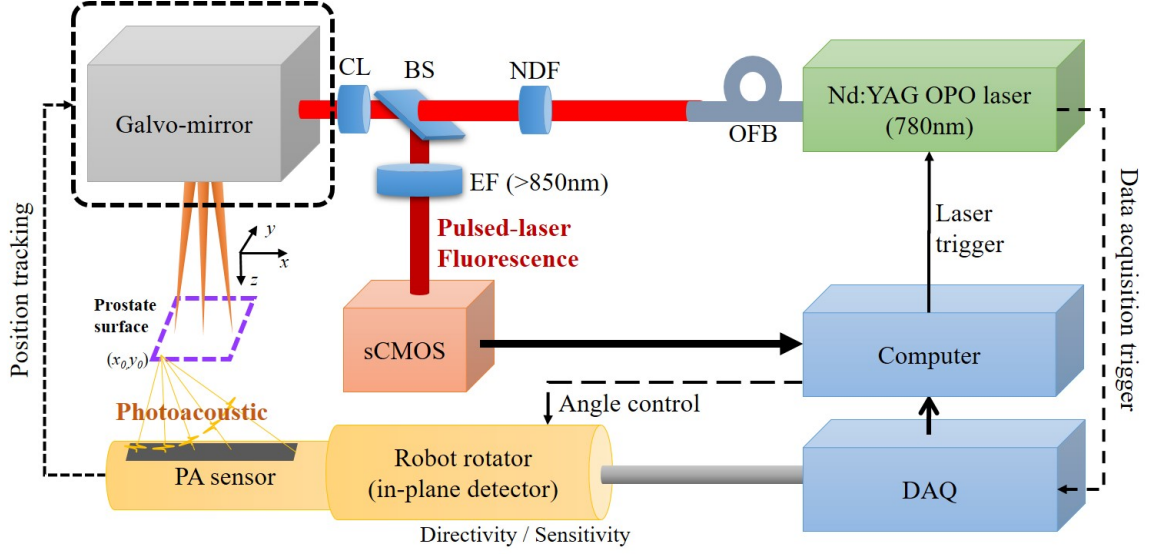 CL
BS
NDF
Galvo-mirror
OFB
Nd:YAG OPO laser
(780nm)
EF (>850nm)
Pulsed-laser
Fluorescence
Laser
trigger
Data acquisition trigger
Position tracking
y
x
z
Prostate
surface
(x₀,y₀)
sCMOS
Computer
Angle control
Photoacoustic
PA sensor
Robot rotator
(in-plane detector)
DAQ
Directivity / Sensitivity